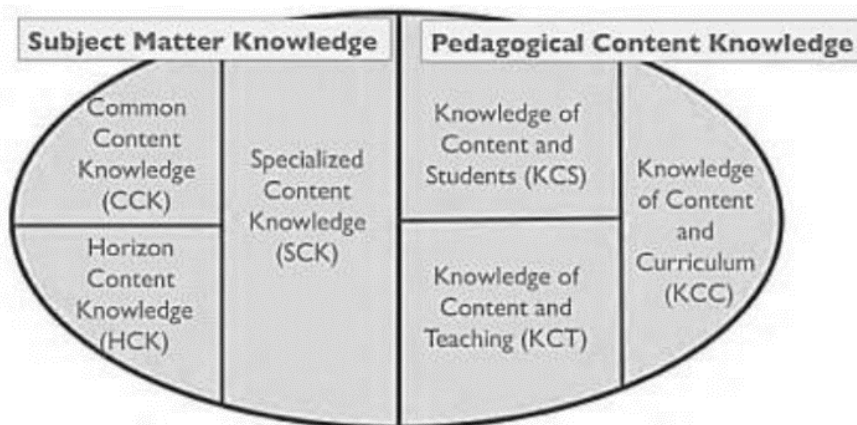 Subject Matter Knowledge
Pedagogical Content Knowledge
Common
Content
Knowledge
(CCK)
Horizon
Content
Knowledge
(HCK)
Specialized
Content
Knowledge
(SCK)
Knowledge of
Content and
Students (KCS)
Knowledge of
Content and
Teaching (KCT)
Knowledge
of Content
and
Curriculum
(KCC)